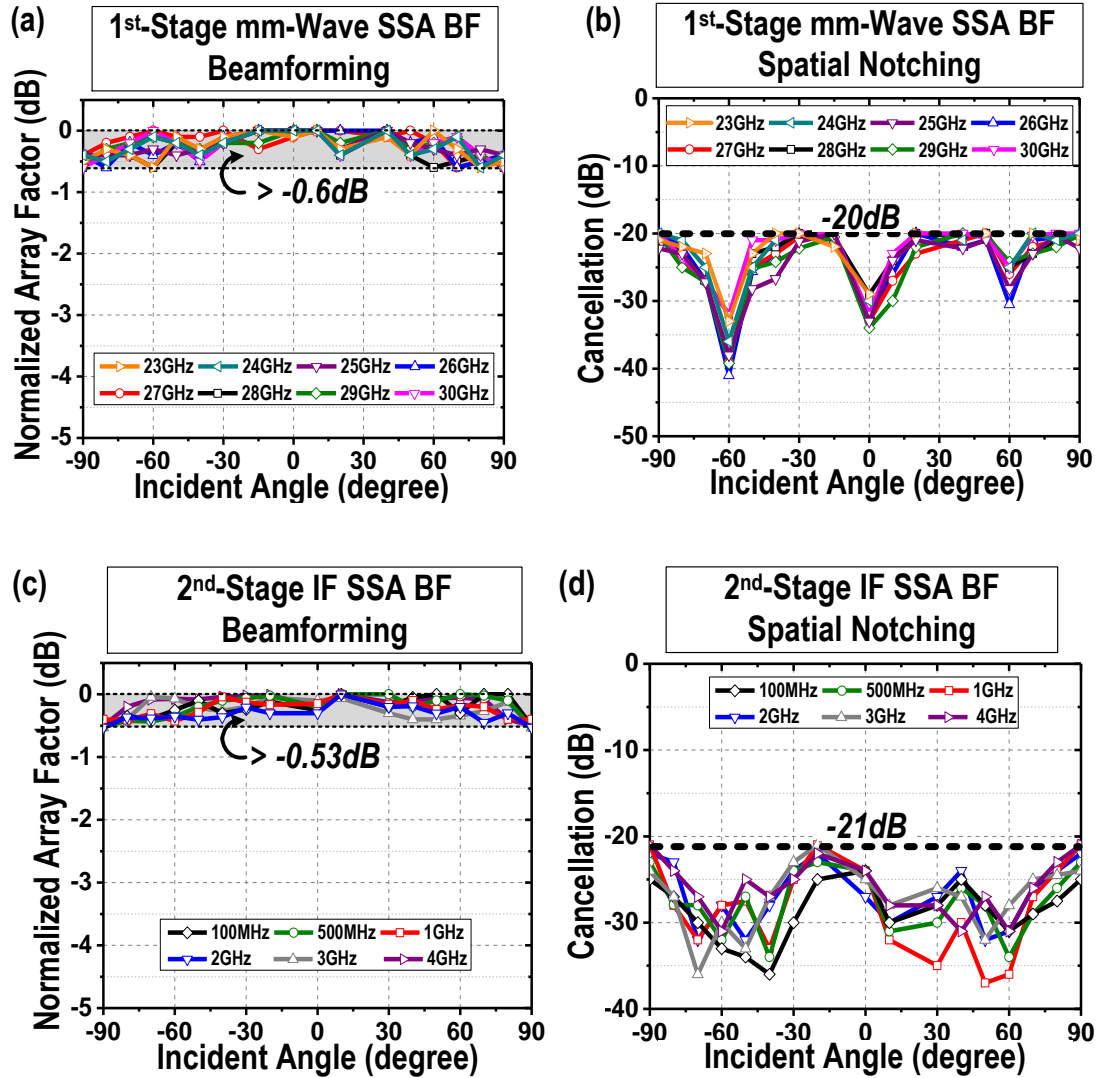 (a)
1st-Stage mm-Wave SSA BF
Beamforming
Normalized Array Factor (dB)
0
-1
-2
-3
-4
-5
> -0.6dB
23GHz 24GHz 25GHz 26GHz
27GHz 28GHz 29GHz 30GHz
-90 -60 -30 0 30 60 90
Incident Angle (degree)
(b)
1st-Stage mm-Wave SSA BF
Spatial Notching
Cancellation (dB)
0
-10
-20
-30
-40
-50
23GHz 24GHz 25GHz 26GHz
27GHz 28GHz 29GHz 30GHz
-20dB
-90 -60 -30 0 30 60 90
Incident Angle (degree)
(c)
2nd-Stage IF SSA BF
Beamforming
Normalized Array Factor (dB)
0
-1
-2
-3
-4
-5
> -0.53dB
100MHz 500MHz 1GHz
2GHz 3GHz 4GHz
-90 -60 -30 0 30 60 90
Incident Angle (degree)
(d)
2nd-Stage IF SSA BF
Spatial Notching
Cancellation (dB)
0
-10
-20
-30
-40
100MHz 500MHz 1GHz
2GHz 3GHz 4GHz
-21dB
-90 -60 -30 0 30 60 90
Incident Angle (degree)